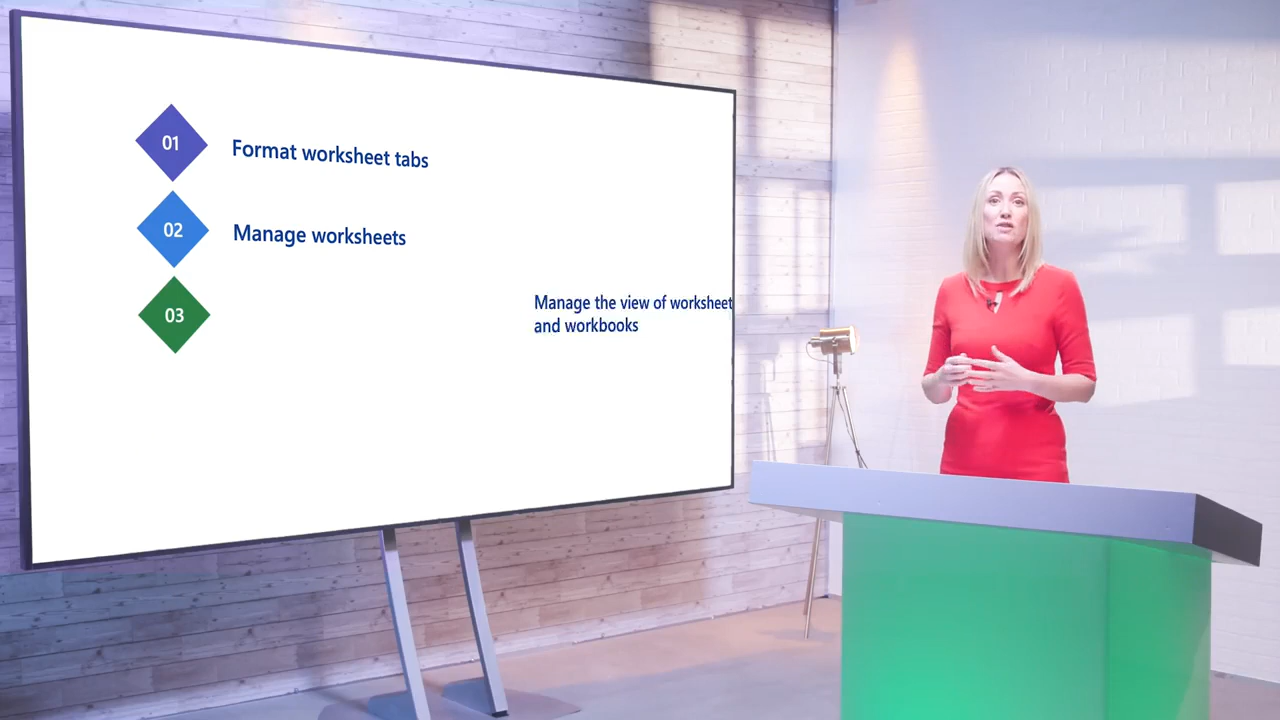 01
Format worksheet tabs
02
Manage worksheets
03
Manage the view of worksheet
and workbooks